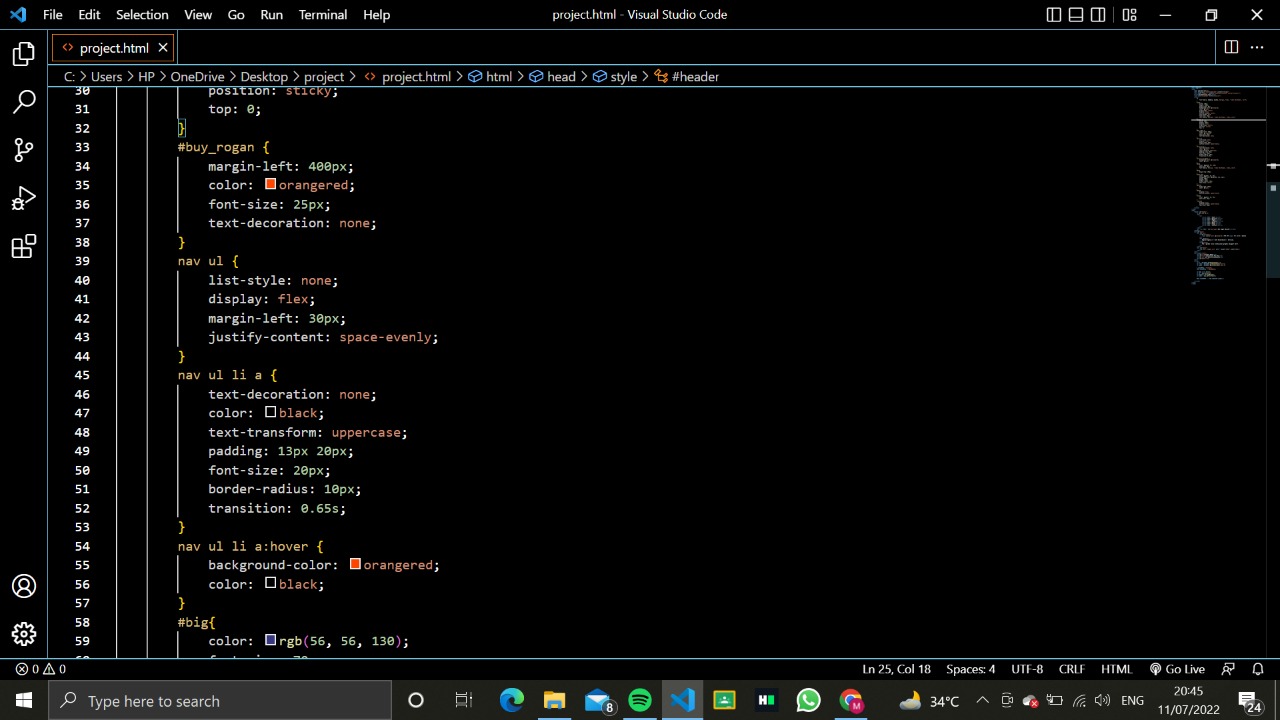 File Edit Selection View Go Run Terminal Help project.html - Visual Studio Code
project.html
C: > Users > HP > OneDrive > Desktop > project > project.html > html > head > style > #header
30 position: sticky;
31 top: 0;
32 }
33 #buy_rogan {
34 margin-left: 400px;
35 color: orangered;
36 font-size: 25px;
37 text-decoration: none;
38 }
39 nav ul {
40 list-style: none;
41 display: flex;
42 margin-left: 30px;
43 justify-content: space-evenly;
44 }
45 nav ul li a {
46 text-decoration: none;
47 color: black;
48 text-transform: uppercase;
49 padding: 13px 20px;
50 font-size: 20px;
51 border-radius: 10px;
52 transition: 0.65s;
53 }
54 nav ul li a:hover {
55 background-color: orangered;
56 color: black;
57 }
58 #big{
59 color: rgb(56, 56, 130);
0 0 Ln 25, Col 18 Spaces: 4 UTF-8 CRLF HTML Go Live
Type here to search 8 34°C ENG 20:45
11/07/2022 24